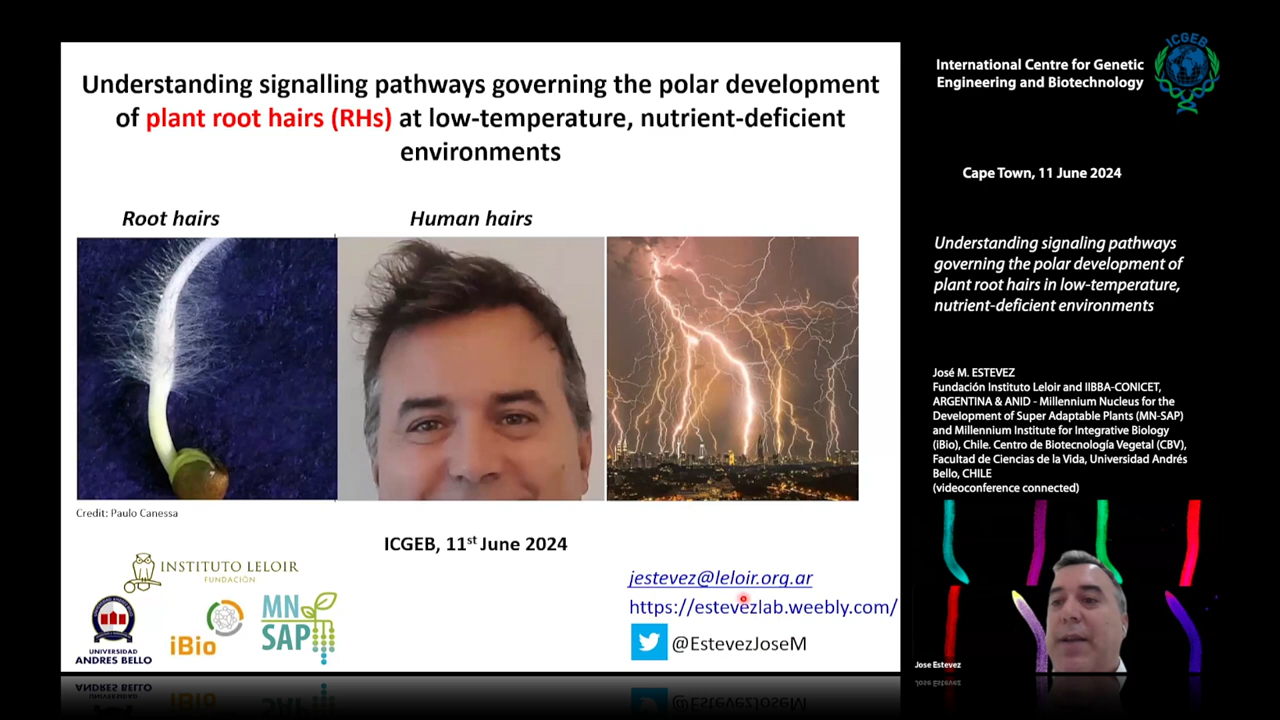 Understanding signalling pathways governing the polar development
of plant root hairs (RHs) at low-temperature, nutrient-deficient
environments
Root hairs
Human hairs
Credit: Paulo Canessa
ICGEB, 11st June 2024
INSTITUTO LELOIR
FUNDACIÓN
UNIVERSIDAD
ANDRES BELLO
iBio
MN
SAP
jestevez@leloir.org.ar
https://estevezlab.weebly.com/
@EstevezJoseM
International Centre for Genetic
Engineering and Biotechnology
ICGEB
Cape Town, 11 June 2024
Understanding signaling pathways
governing the polar development of
plant root hairs in low-temperature,
nutrient-deficient environments
José M. ESTEVEZ
Fundación Instituto Leloir and IIBBA-CONICET,
ARGENTINA & ANID - Millennium Nucleus for the
Development of Super Adaptable Plants (MN-SAP)
and Millennium Institute for Integrative Biology
(iBio), Chile. Centro de Biotecnología Vegetal (CBV),
Facultad de Ciencias de la Vida, Universidad Andrés
Bello, CHILE
(videoconference connected)
Jose Estevez